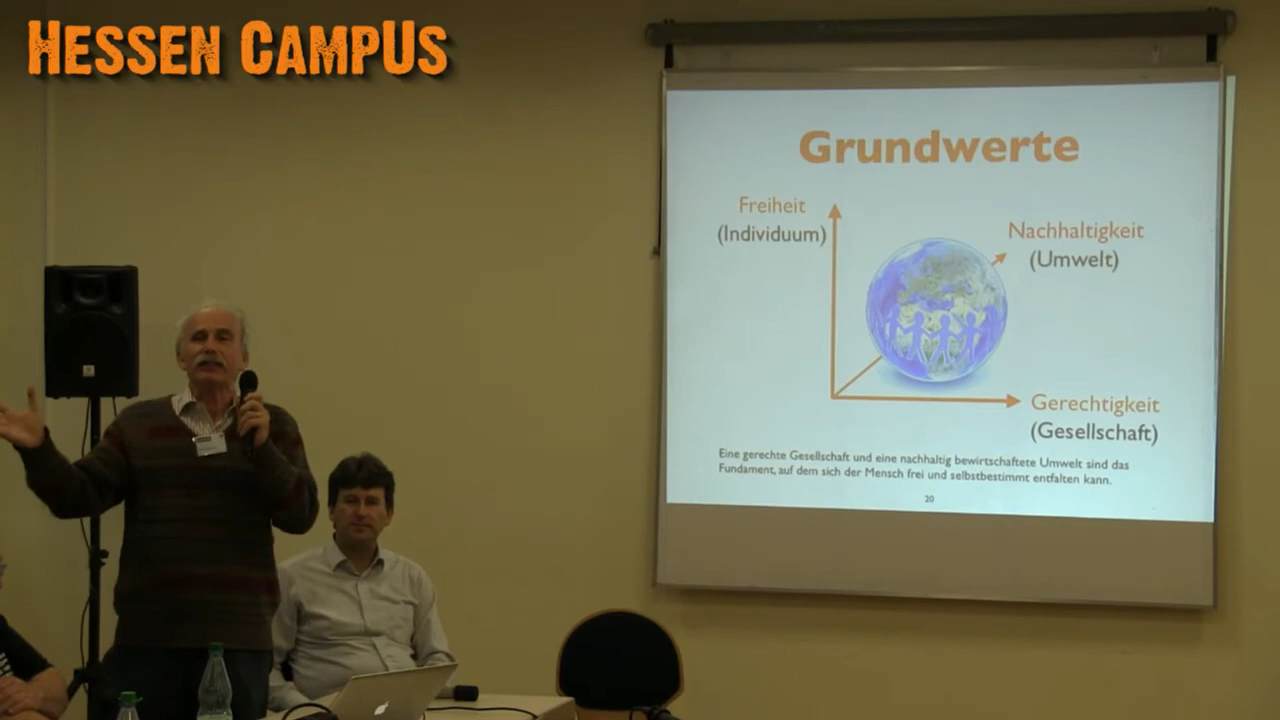 HESSEN CAMPUS
Grundwerte
Freiheit
(Individuum)
Nachhaltigkeit
(Umwelt)
Gerechtigkeit
(Gesellschaft)
Eine gerechte Gesellschaft und eine nachhaltig bewirtschaftete Umwelt sind das
Fundament, auf dem sich der Mensch frei und selbstbestimmt entfalten kann.
20